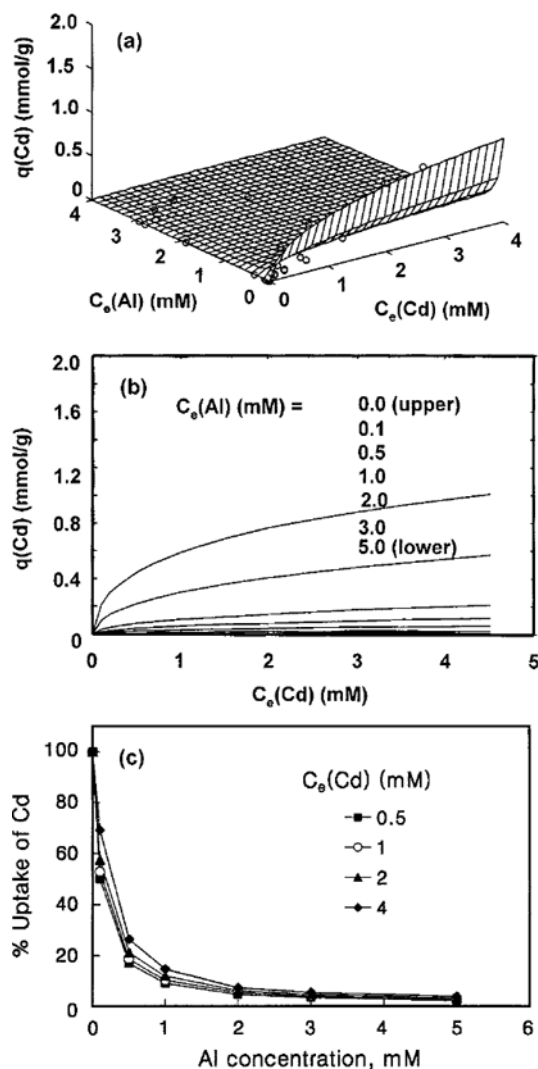 (a)
q(Cd) (mmol/g)
2.0
1.5
1.0
0.5
0
4
3
2
1
0
0
1
2
3
4
Cₑ(Al) (mM)
Cₑ(Cd) (mM)
(b)
q(Cd) (mmol/g)
2.0
1.6
1.2
0.8
0.4
0
Cₑ(Al) (mM) = 0.0 (upper)
0.1
0.5
1.0
2.0
3.0
5.0 (lower)
0 1 2 3 4 5
Cₑ(Cd) (mM)
(c)
% Uptake of Cd
100
80
60
40
20
0
Cₑ(Cd) (mM)
0.5
1
2
4
0 1 2 3 4 5 6
Al concentration, mM